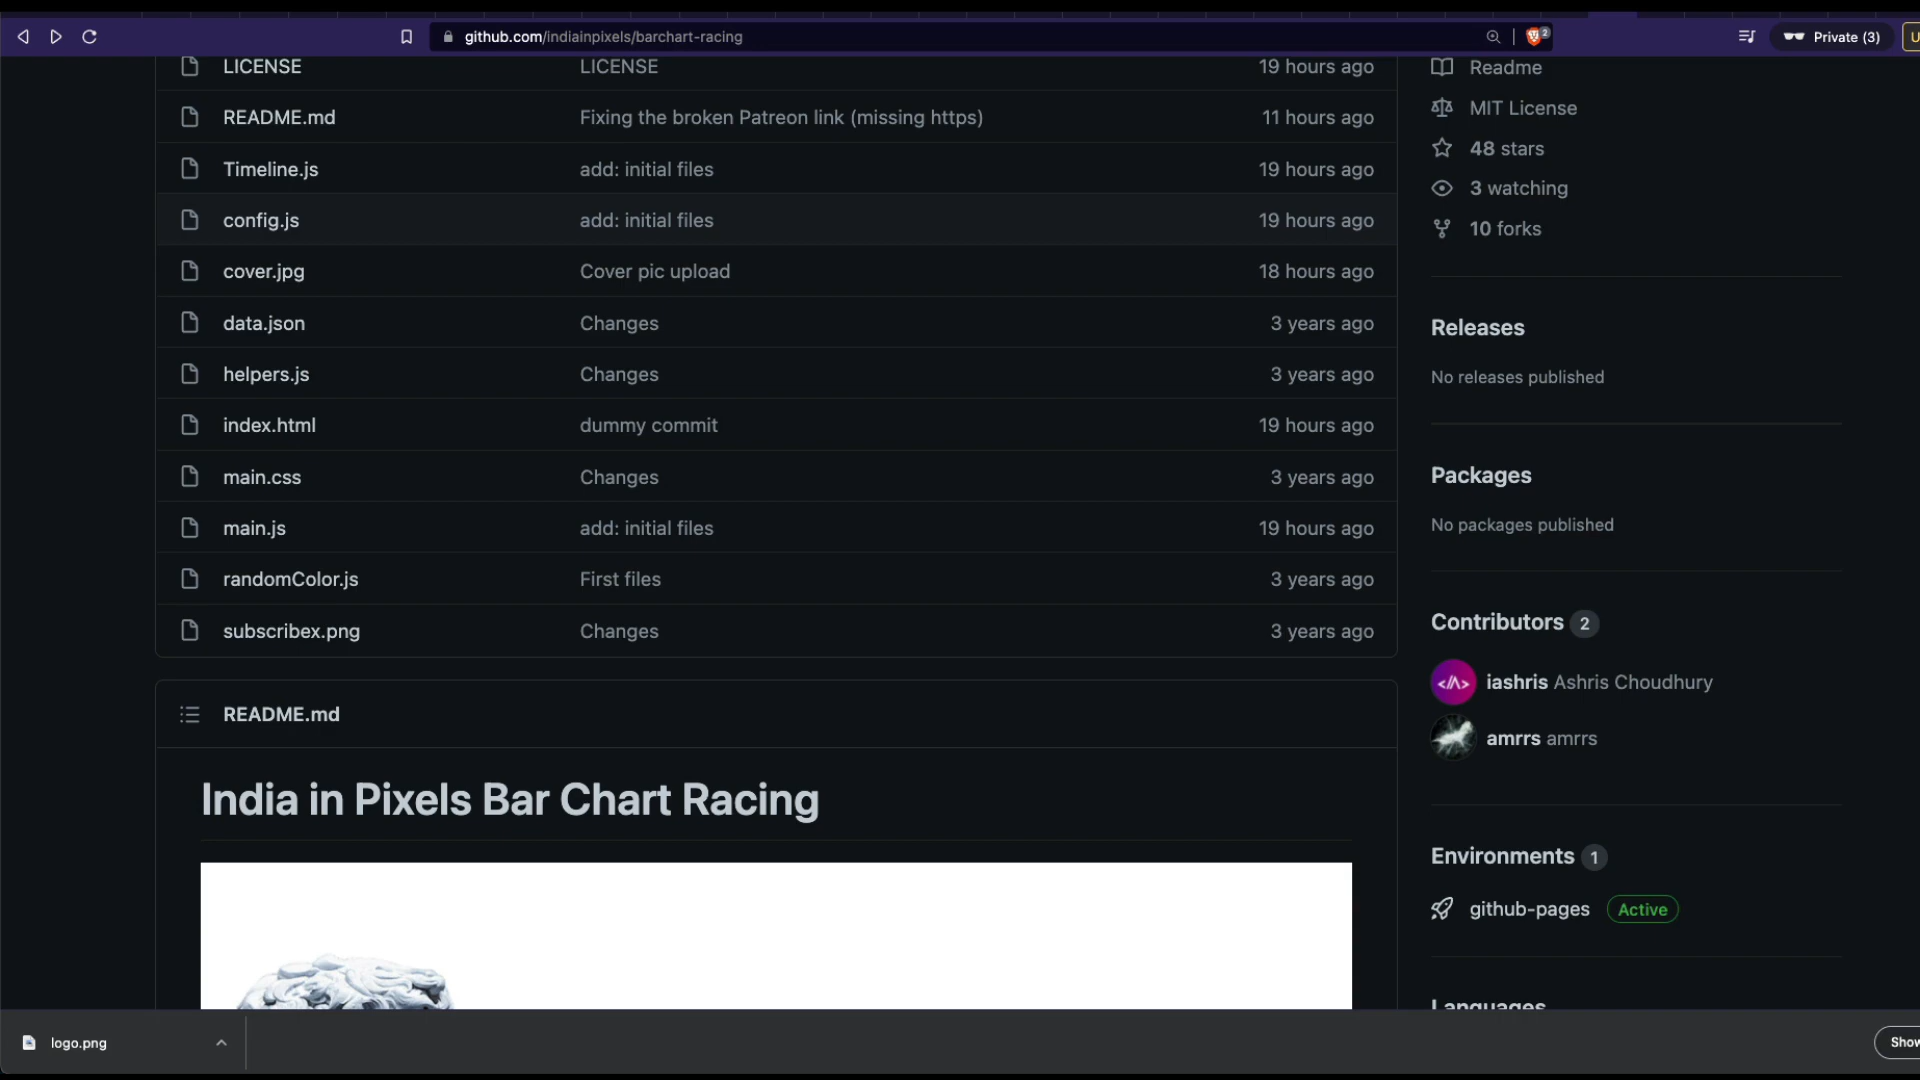 github.com/indiainpixels/barchart-racing
2
Private (3)
LICENSE LICENSE 19 hours ago
README.md Fixing the broken Patreon link (missing https) 11 hours ago
Timeline.js add: initial files 19 hours ago
config.js add: initial files 19 hours ago
cover.jpg Cover pic upload 18 hours ago
data.json Changes 3 years ago
helpers.js Changes 3 years ago
index.html dummy commit 19 hours ago
main.css Changes 3 years ago
main.js add: initial files 19 hours ago
randomColor.js First files 3 years ago
subscribex.png Changes 3 years ago
README.md
India in Pixels Bar Chart Racing
Readme
MIT License
48 stars
3 watching
10 forks
Releases
No releases published
Packages
No packages published
Contributors 2
</A>
iashris Ashris Choudhury
amrrs amrrs
Environments 1
github-pages Active
Languages
logo.png
Show